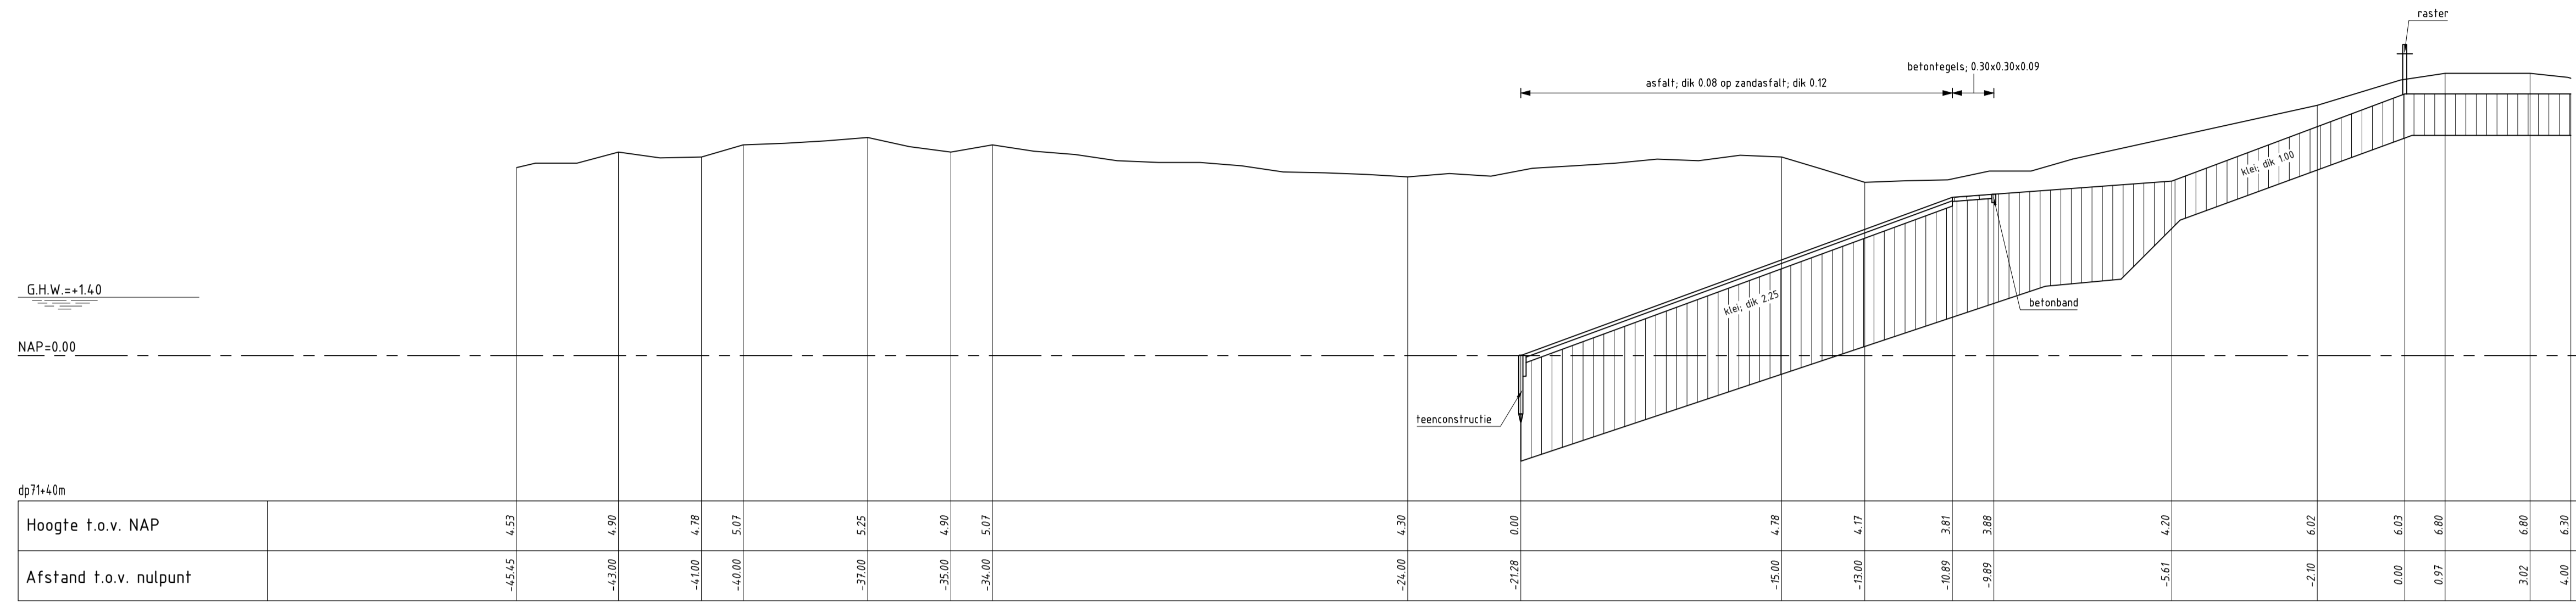 raster
betontegels; 0.30x0.30x0.09
asfalt; dik 0.08 op zandasfalt; dik 0.12
klei; dik 1.00
G.H.W.=+1.40
klei; dik 2.25
betonband
NAP=0.00
teenconstructie
dp71+40m
Hoogte t.o.v. NAP 4.53 4.90 4.78 5.07 5.25 4.90 5.07 4.30 0.00 4.78 4.17 3.81 3.88 4.20 6.02 6.03 6.80 6.80 6.30
Afstand t.o.v. nulpunt -45.45 -43.00 -41.00 -40.00 -37.00 -35.00 -34.00 -24.00 -21.28 -15.00 -13.00 -10.89 -9.89 -5.61 -2.10 0.00 0.97 3.02 4.00